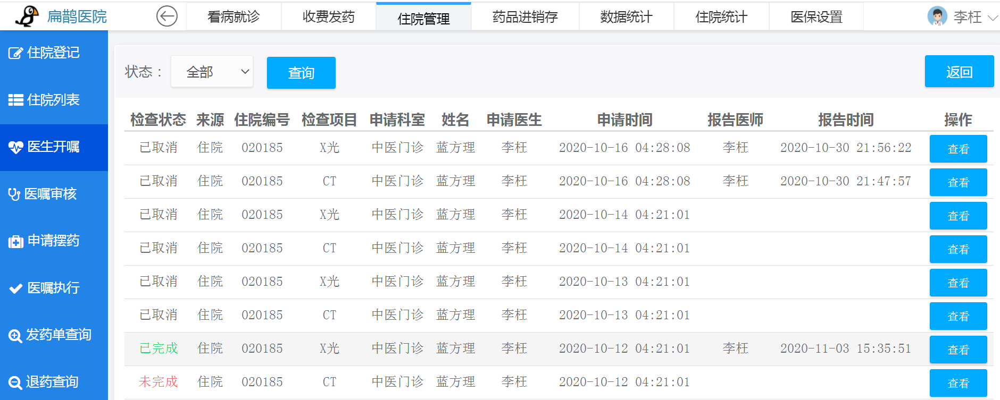 扁鹊医院 看病就诊 收费发药 住院管理 药品进销存 数据统计 住院统计 医保设置 李枉
住院登记
住院列表
医生开嘱
医嘱审核
申请摆药
医嘱执行
发药单查询
退药查询
状态： 全部 查询 返回
检查状态 来源 住院编号 检查项目 申请科室 姓名 申请医生 申请时间 报告医师 报告时间 操作
已取消 住院 020185 X光 中医门诊 蓝方理 李枉 2020-10-16 04:28:08 李枉 2020-10-30 21:56:22 查看
已取消 住院 020185 CT 中医门诊 蓝方理 李枉 2020-10-16 04:28:08 李枉 2020-10-30 21:47:57 查看
已取消 住院 020185 X光 中医门诊 蓝方理 李枉 2020-10-14 04:21:01 查看
已取消 住院 020185 CT 中医门诊 蓝方理 李枉 2020-10-14 04:21:01 查看
已取消 住院 020185 X光 中医门诊 蓝方理 李枉 2020-10-13 04:21:01 查看
已取消 住院 020185 CT 中医门诊 蓝方理 李枉 2020-10-13 04:21:01 查看
已完成 住院 020185 X光 中医门诊 蓝方理 李枉 2020-10-12 04:21:01 李枉 2020-11-03 15:35:51 查看
未完成 住院 020185 CT 中医门诊 蓝方理 李枉 2020-10-12 04:21:01 查看